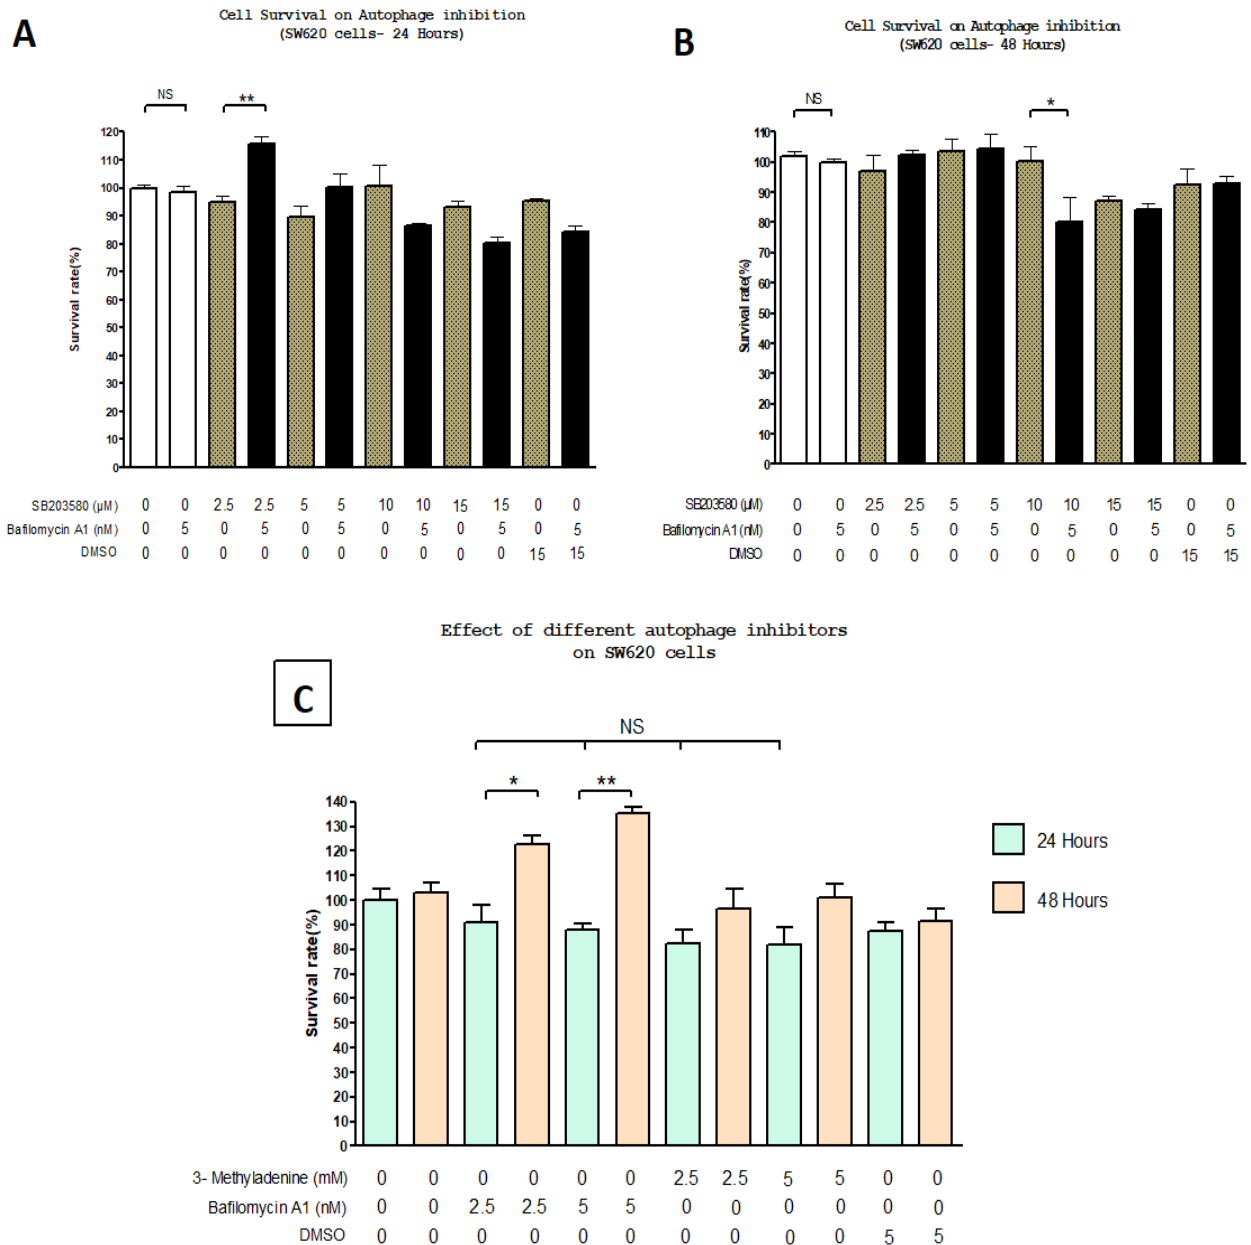 A
Cell Survival on Autophage inhibition
(SW620 cells- 24 Hours)
NS
**
120
110
100
90
80
70
60
50
40
30
20
10
0
Survival rate(%)
SB203580 (µM) 0 0 2.5 2.5 5 5 10 10 15 15 0 0
Bafilomycin A1 (nM) 0 5 0 5 0 5 0 5 0 5 0 5
DMSO 0 0 0 0 0 0 0 0 0 0 15 15
B
Cell Survival on Autophage inhibition
(SW620 cells- 48 Hours)
NS
*
110
100
90
80
70
60
50
40
30
20
10
0
Survival rate(%)
SB203580 (µM) 0 0 2.5 2.5 5 5 10 10 15 15 0 0
Bafilomycin A1 (nM) 0 5 0 5 0 5 0 5 0 5 0 5
DMSO 0 0 0 0 0 0 0 0 0 0 15 15
Effect of different autophage inhibitors
on SW620 cells
C
NS
*
**
140
130
120
110
100
90
80
70
60
50
40
30
20
10
0
Survival rate(%)
24 Hours
48 Hours
3- Methyladenine (mM) 0 0 0 0 0 0 2.5 2.5 5 5 0 0
Bafilomycin A1 (nM) 0 0 2.5 2.5 5 5 0 0 0 0 0 0
DMSO 0 0 0 0 0 0 0 0 0 0 5 5